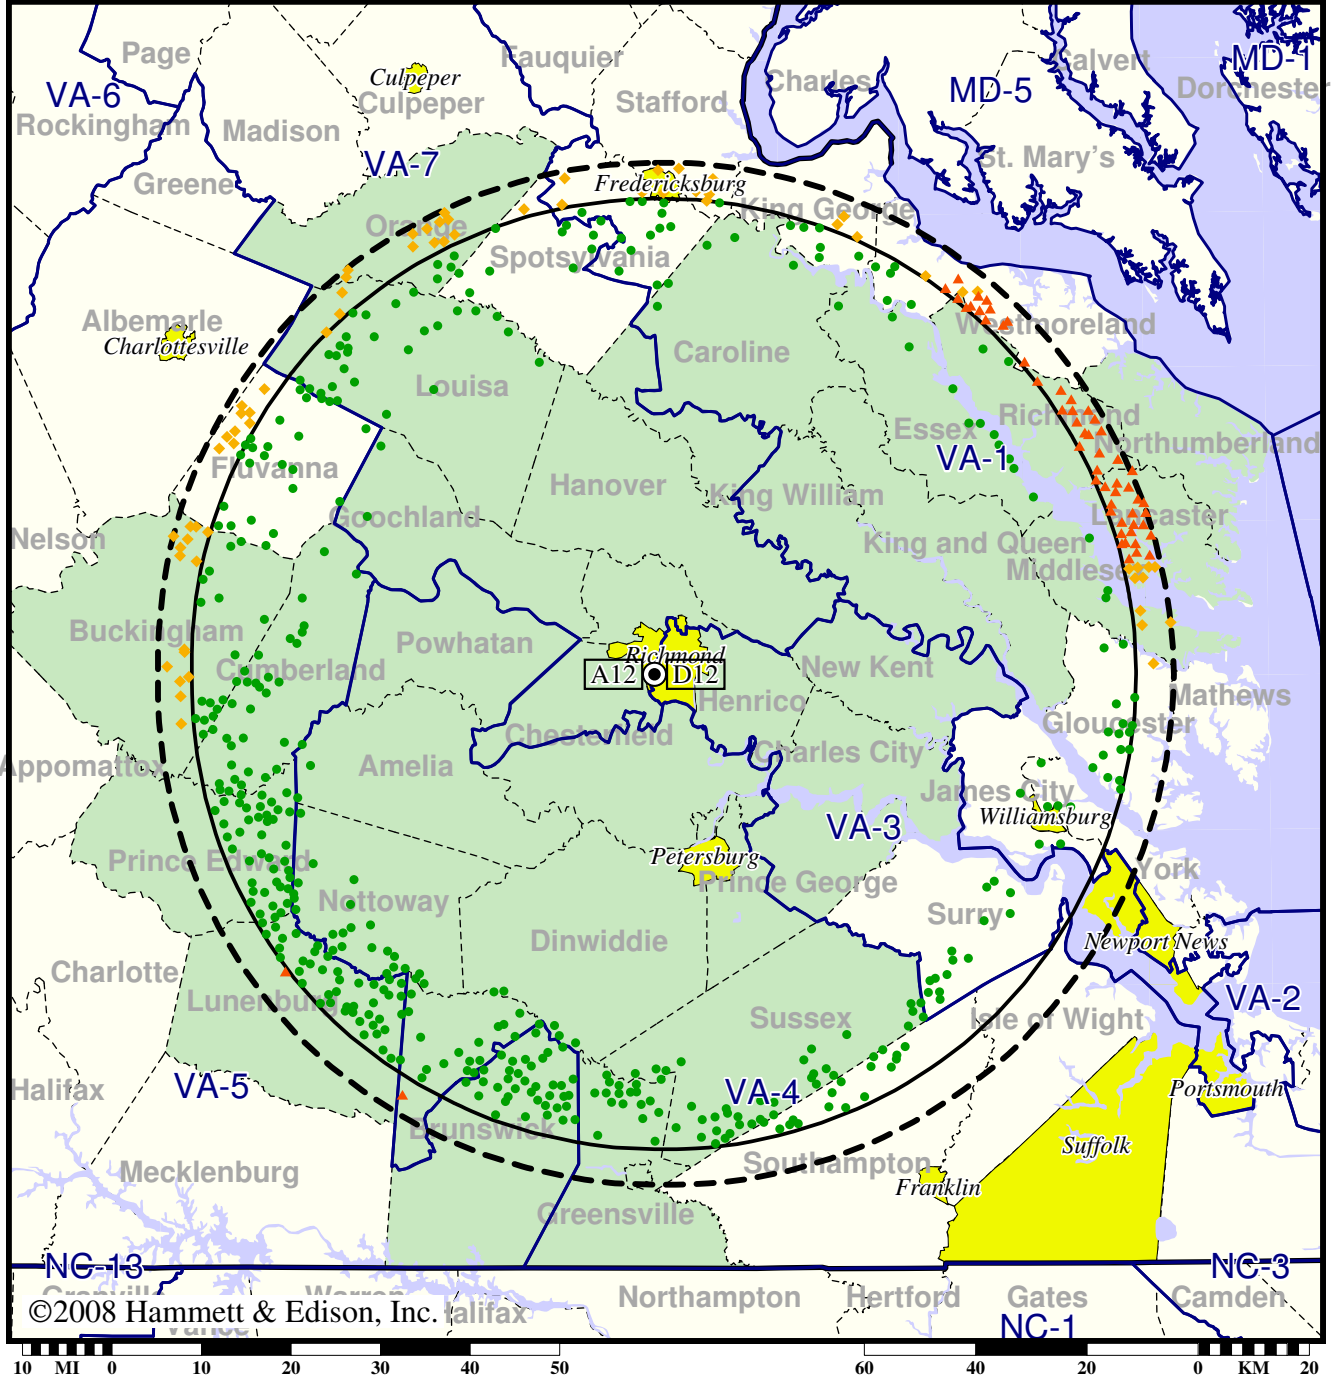 Page
Fauquier
Calvert
MD-1
Culpeper
Charles
VA-6
Culpeper
Stafford
MD-5
Dorchester
Rockingham
Madison
VA-7
St. Mary's
Greene
Fredericksburg
King George
Orange
Spotsylvania
Albemarle
Westmoreland
Charlottesville
Caroline
Louisa
Richmond
Essex
Northumberland
VA-1
Fluvanna
Hanover
King William
Goochland
Lancaster
Nelson
King and Queen
Middlesex
Buckingham
Powhatan
Richmond
Cumberland
New Kent
A12
D12
Henrico
Mathews
Gloucester
Chesterfield
Charles City
Appomattox
Amelia
James City
Williamsburg
VA-3
Petersburg
Prince Edward
York
Prince George
Nottoway
Surry
Dinwiddie
Newport News
Charlotte
Lunenburg
VA-2
Sussex
Isle of Wight
Halifax
VA-5
VA-4
Portsmouth
Brunswick
Suffolk
Mecklenburg
Southampton
Franklin
Greensville
NC-13
NC-3
Granville
Warren
Northampton
Hertford
Gates
Camden
©2008 Hammett & Edison, Inc.
Halifax
Vance
NC-1
10 MI 0 10 20 30 40 50 60 40 20 0 KM 20